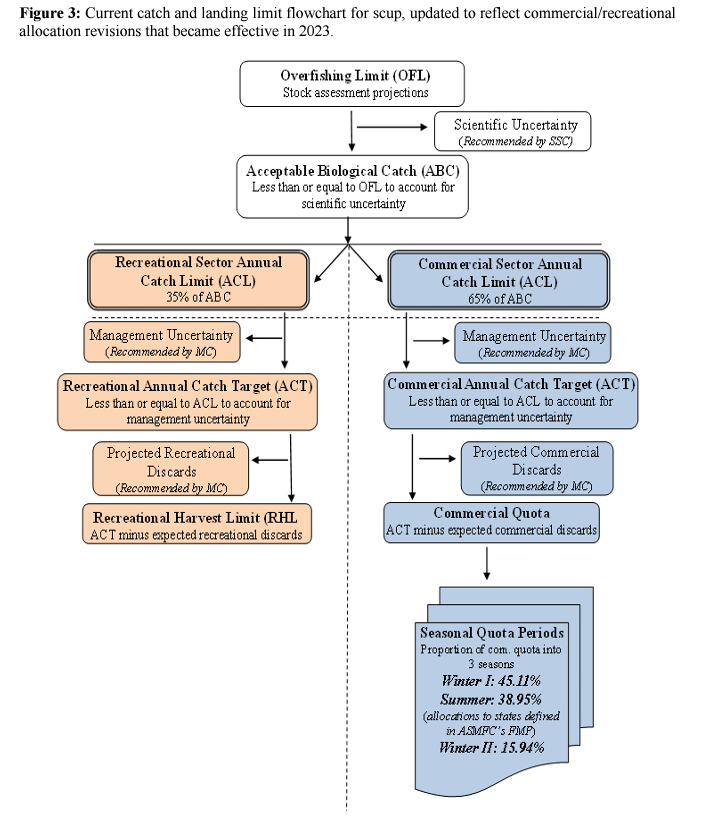 Figure 3: Current catch and landing limit flowchart for scup, updated to reflect commercial/recreational
allocation revisions that became effective in 2023.
Overfishing Limit (OFL)
Stock assessment projections
Scientific Uncertainty
(Recommended by SSC)
Acceptable Biological Catch (ABC)
Less than or equal to OFL to account for
scientific uncertainty
Recreational Sector Annual
Catch Limit (ACL)
35% of ABC
Commercial Sector Annual
Catch Limit (ACL)
65% of ABC
Management Uncertainty
(Recommended by MC)
Management Uncertainty
(Recommended by MC)
Recreational Annual Catch Target (ACT)
Less than or equal to ACL to account for
management uncertainty
Commercial Annual Catch Target (ACT)
Less than or equal to ACL to account for
management uncertainty
Projected Recreational
Discards
(Recommended by MC)
Projected Commercial
Discards
(Recommended by MC)
Recreational Harvest Limit (RHL
ACT minus expected recreational discards
Commercial Quota
ACT minus expected commercial discards
Seasonal Quota Periods
Proportion of com. quota into
3 seasons
Winter I: 45.11%
Summer: 38.95%
(allocations to states defined
in ASMFC's FMP)
Winter II: 15.94%